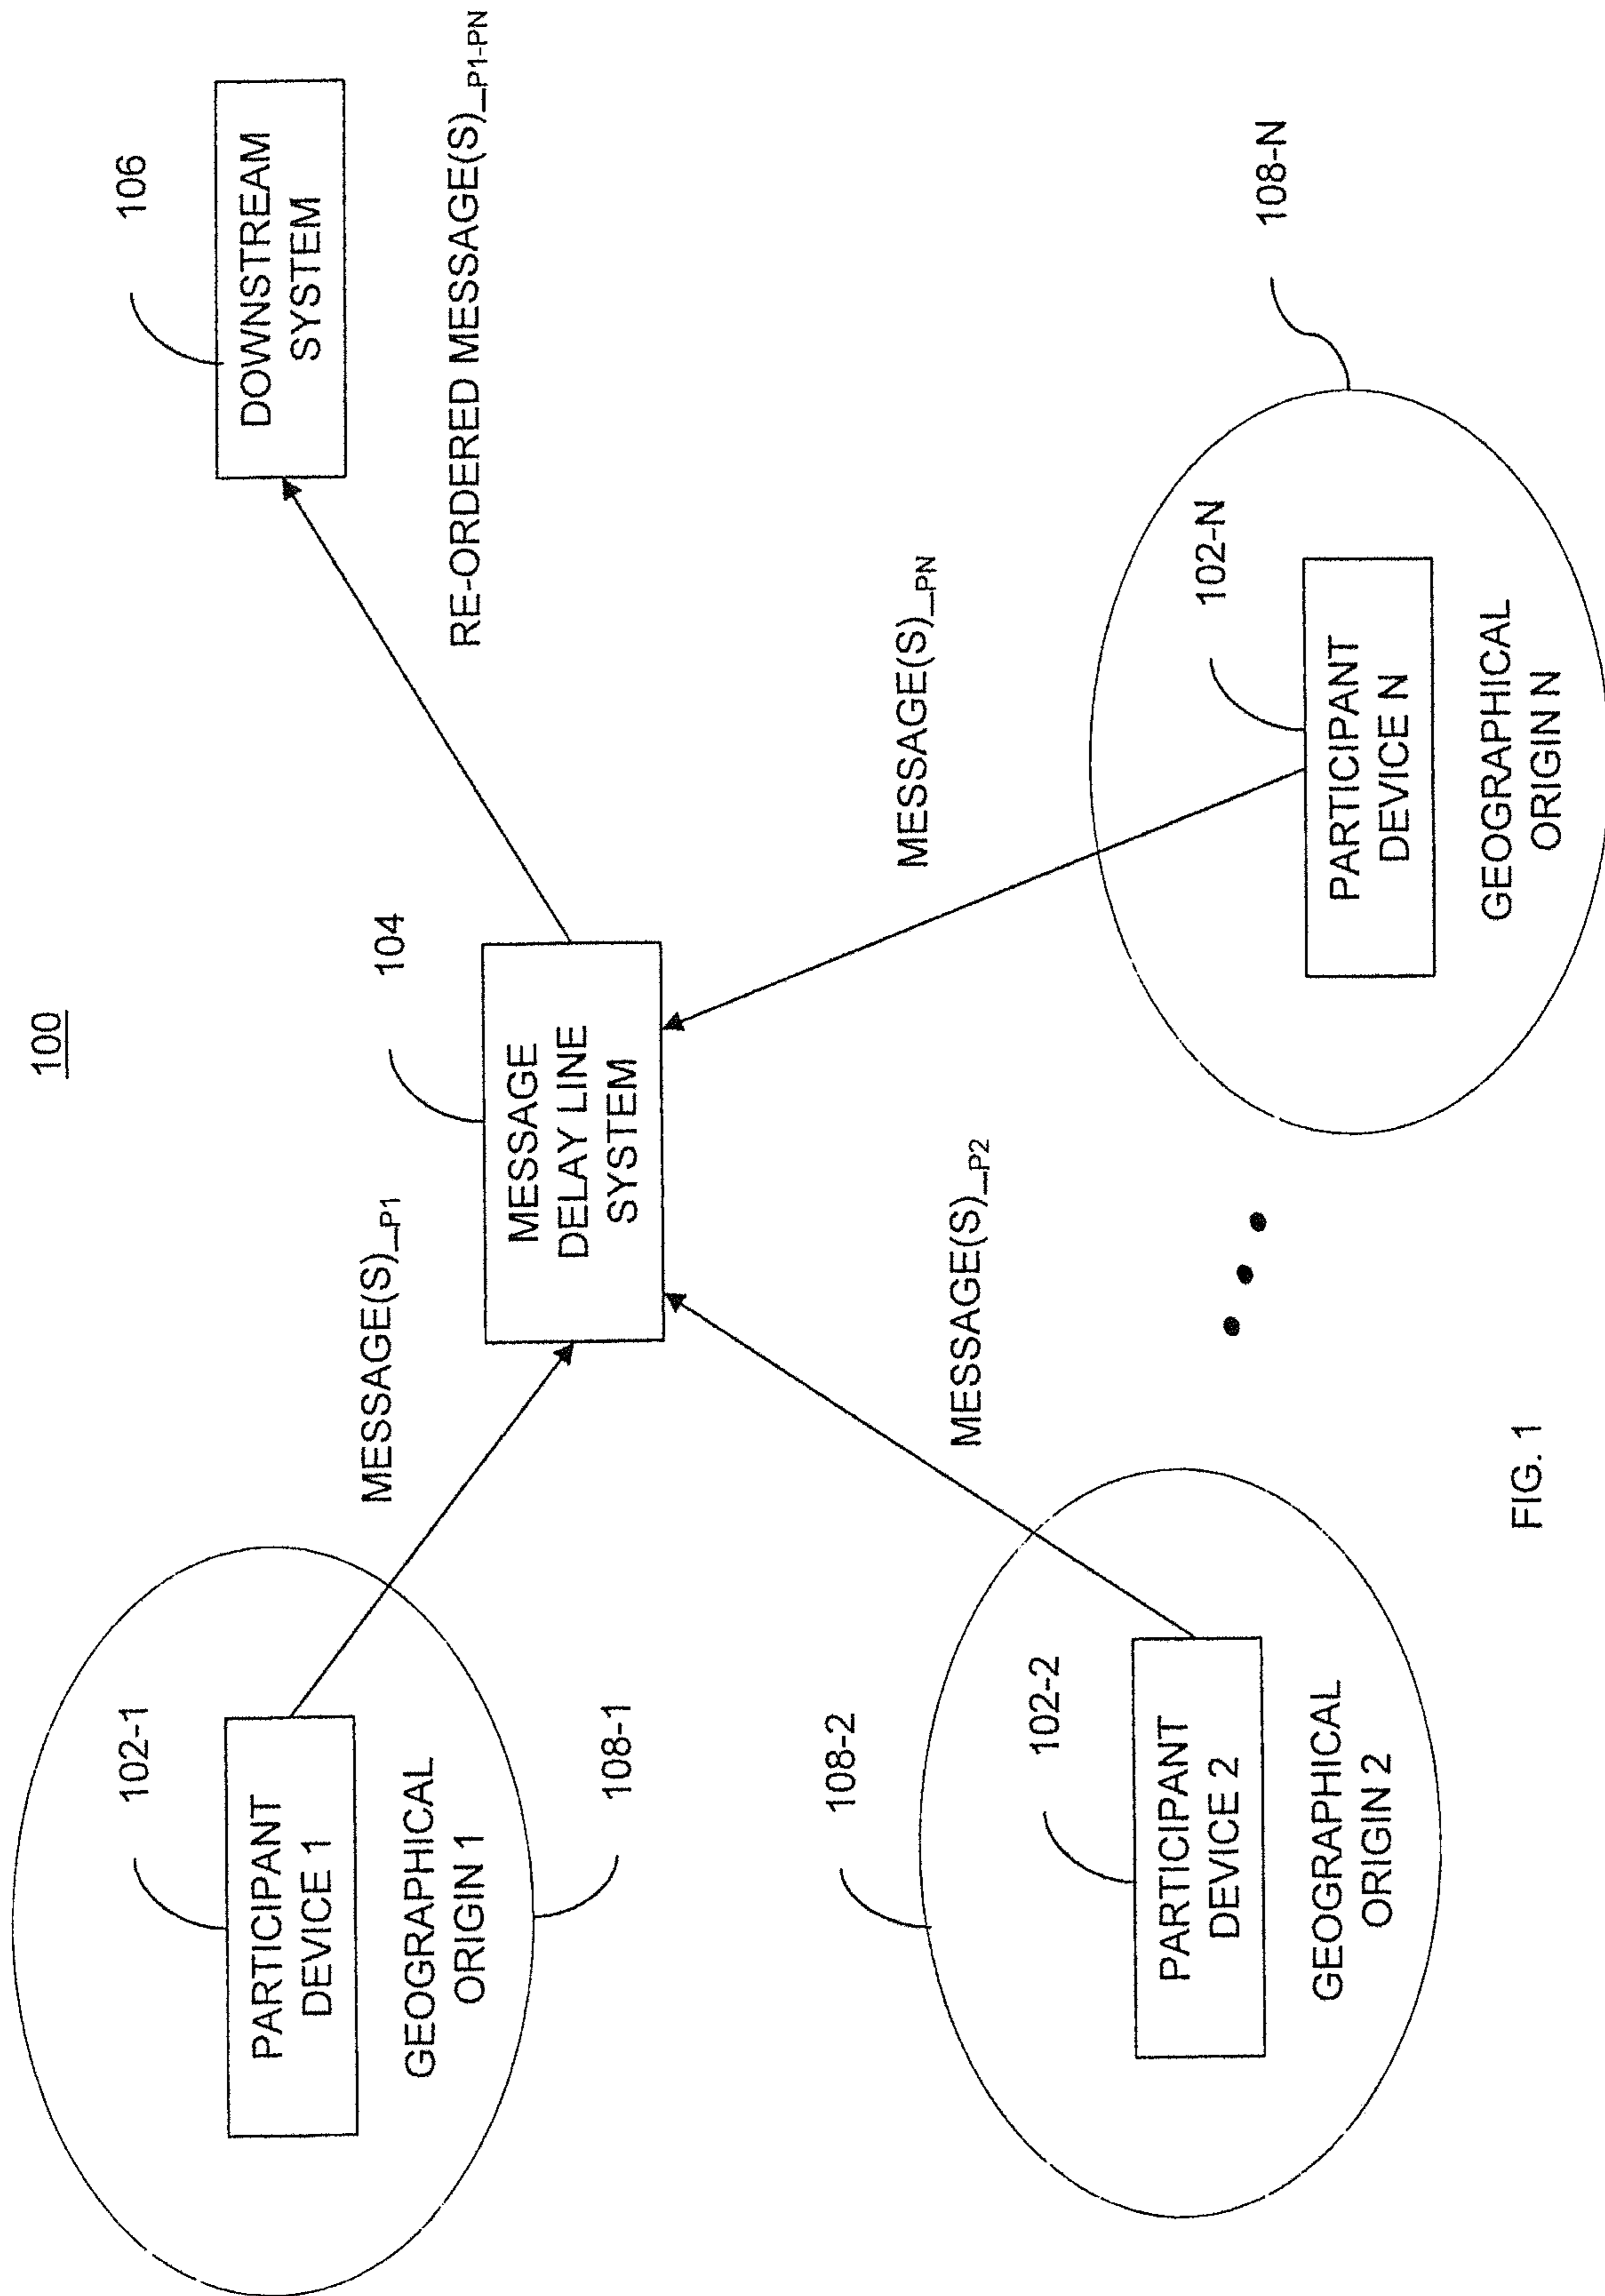 100
102-1
PARTICIPANT
DEVICE 1
GEOGRAPHICAL
ORIGIN 1
108-1
MESSAGE(S)_P1
104
MESSAGE
DELAY LINE
SYSTEM
106
DOWNSTREAM
SYSTEM
RE-ORDERED MESSAGE(S)_P1-PN
108-2
102-2
PARTICIPANT
DEVICE 2
GEOGRAPHICAL
ORIGIN 2
MESSAGE(S)_P2
MESSAGE(S)_PN
108-N
102-N
PARTICIPANT
DEVICE N
GEOGRAPHICAL
ORIGIN N
FIG. 1